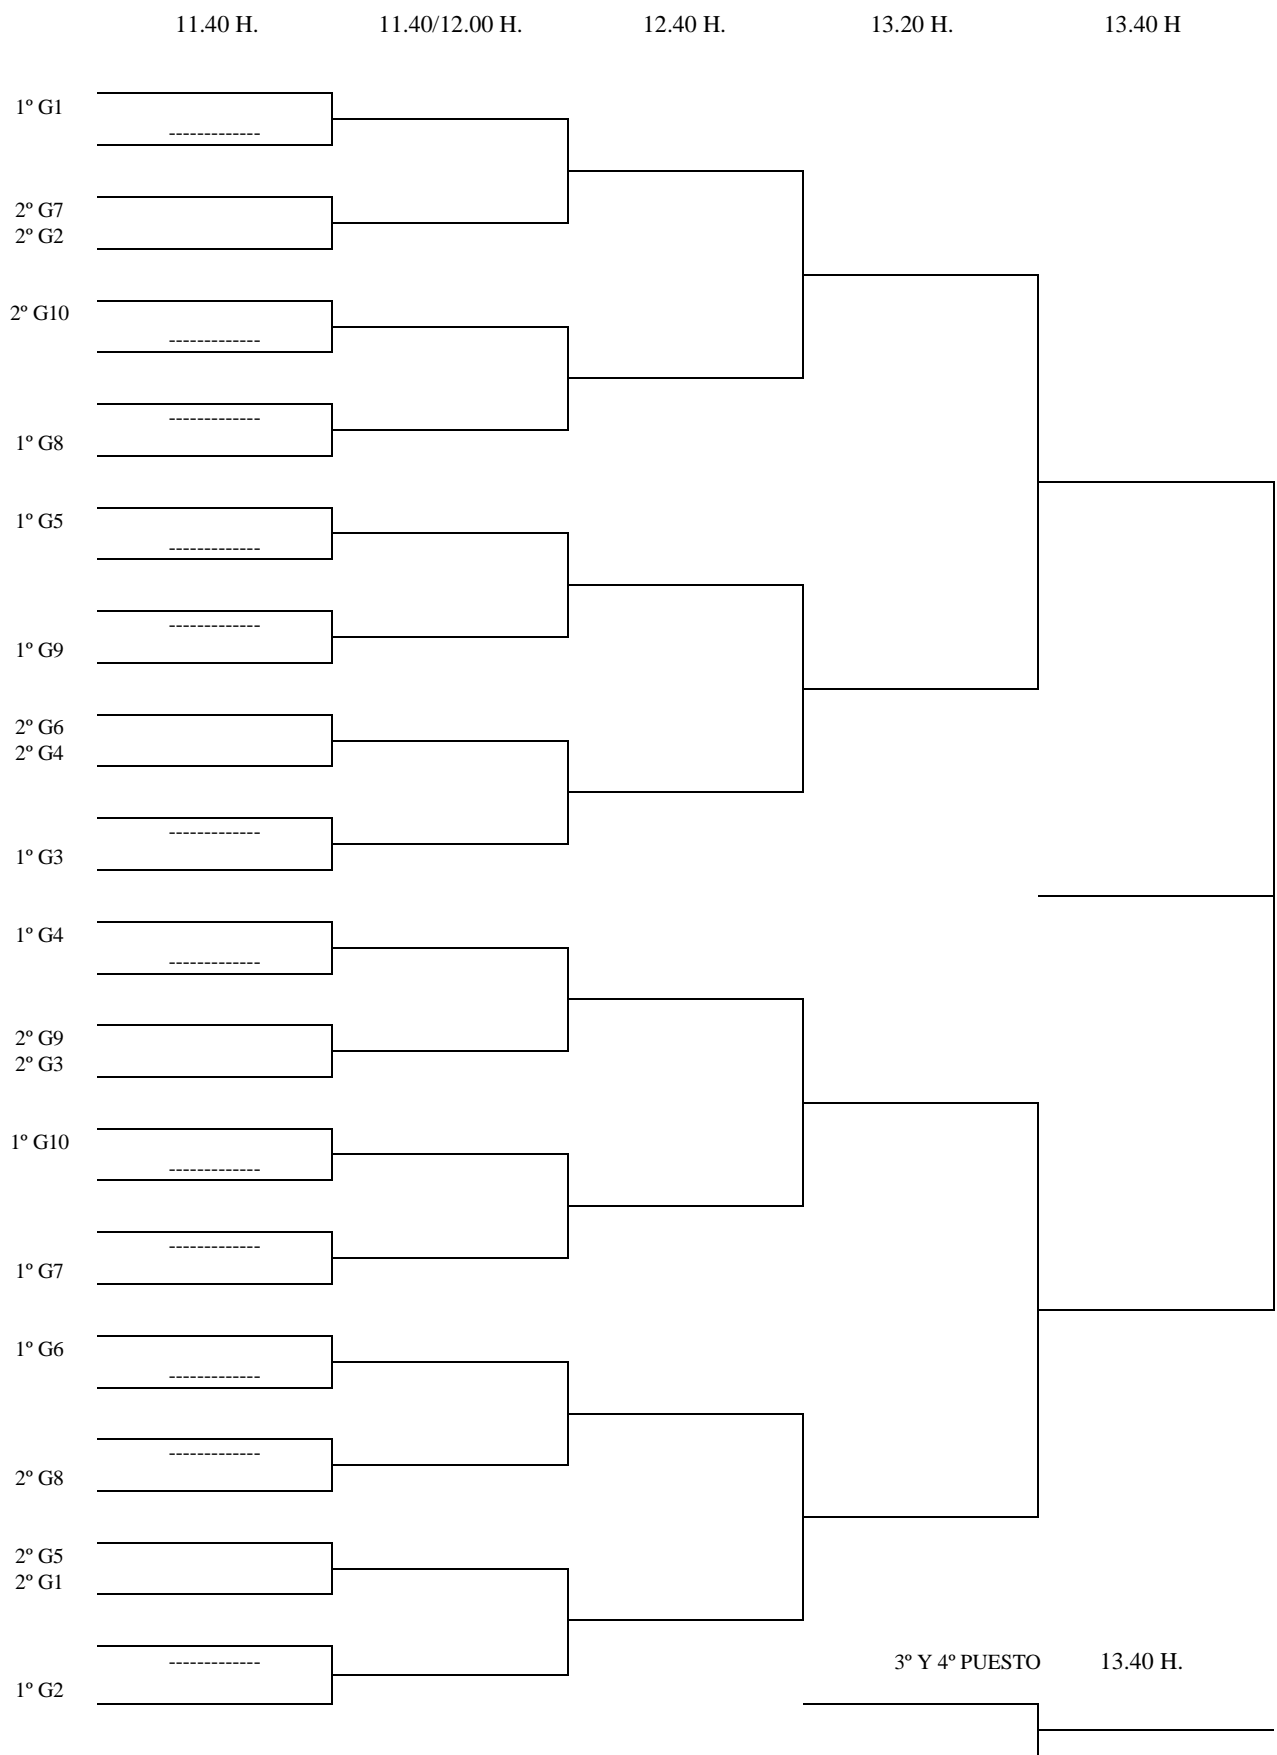 11.40 H. 11.40/12.00 H. 12.40 H. 13.20 H. 13.40 H
1º G1
-------------
2º G7
2º G2
2º G10
-------------
-------------
1º G8
1º G5
-------------
-------------
1º G9
2º G6
2º G4
-------------
1º G3
1º G4
-------------
2º G9
2º G3
1º G10
-------------
-------------
1º G7
1º G6
-------------
-------------
2º G8
2º G5
2º G1
-------------
3º Y 4º PUESTO 13.40 H.
1º G2